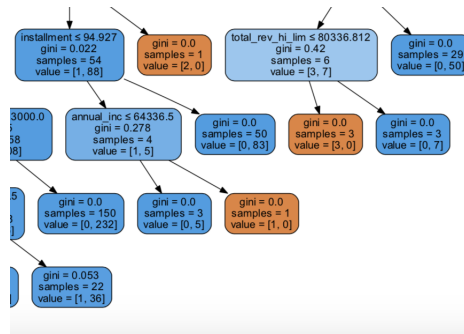 installment ≤ 94.927
gini = 0.022
samples = 54
value = [1, 88]
gini = 0.0
samples = 1
value = [2, 0]
total_rev_hi_lim ≤ 80336.812
gini = 0.42
samples = 6
value = [3, 7]
gini = 0.0
samples = 29
value = [0, 50]
3000.0
annual_inc ≤ 64336.5
gini = 0.278
samples = 4
value = [1, 5]
gini = 0.0
samples = 50
value = [0, 83]
gini = 0.0
samples = 3
value = [3, 0]
gini = 0.0
samples = 3
value = [0, 7]
gini = 0.0
samples = 150
value = [0, 232]
gini = 0.0
samples = 3
value = [0, 5]
gini = 0.0
samples = 1
value = [1, 0]
gini = 0.053
samples = 22
value = [1, 36]